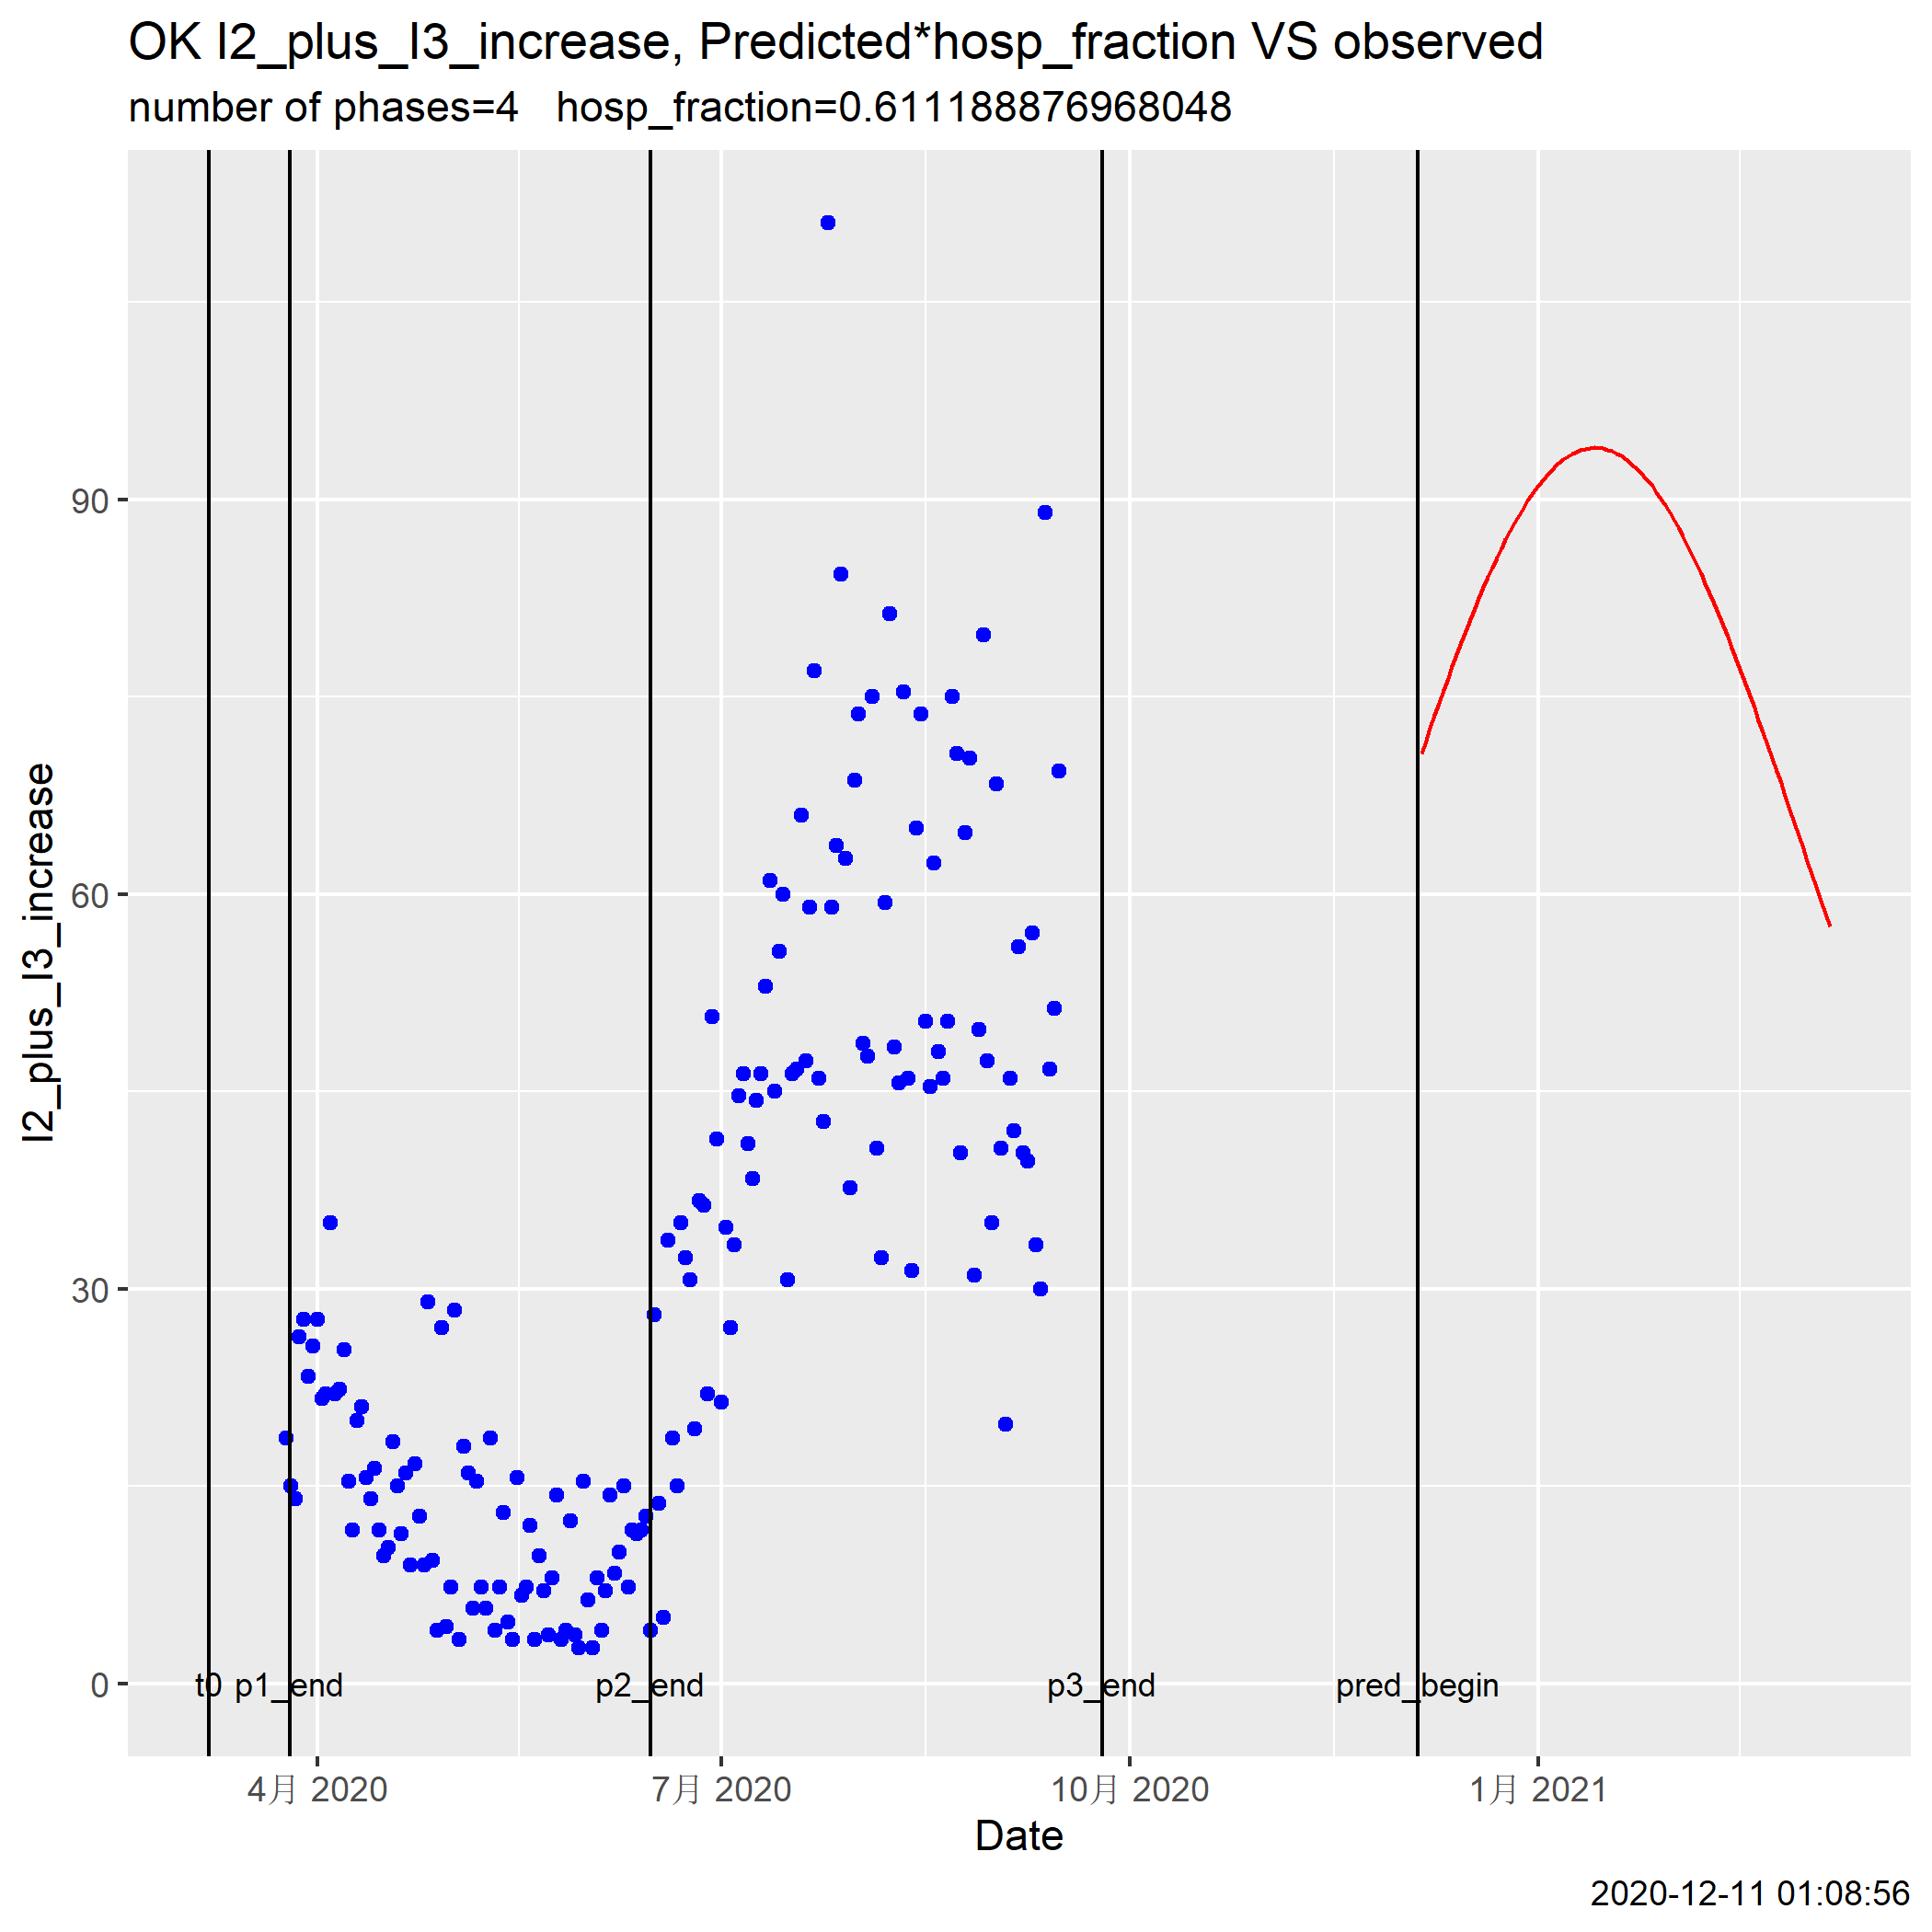 OK I2_plus_I3_increase, Predicted*hosp_fraction VS observed
number of phases=4   hosp_fraction=0.611188876968048
I2_plus_I3_increase
90
60
30
0
t0 p1_end p2_end p3_end pred_begin
4月 2020 7月 2020 10月 2020 1月 2021
Date
2020-12-11 01:08:56